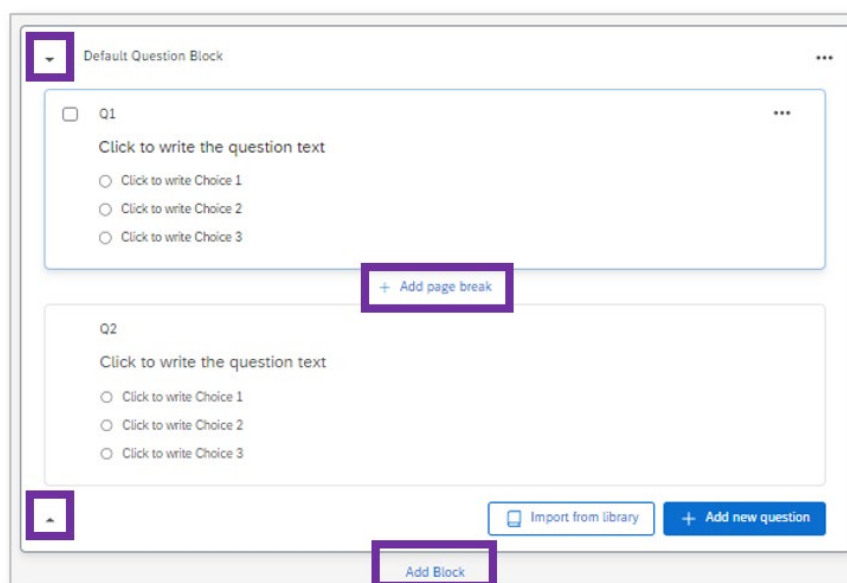 Default Question Block
Q1
Click to write the question text
Click to write Choice 1
Click to write Choice 2
Click to write Choice 3
+ Add page break
Q2
Click to write the question text
Click to write Choice 1
Click to write Choice 2
Click to write Choice 3
Import from library
+ Add new question
Add Block